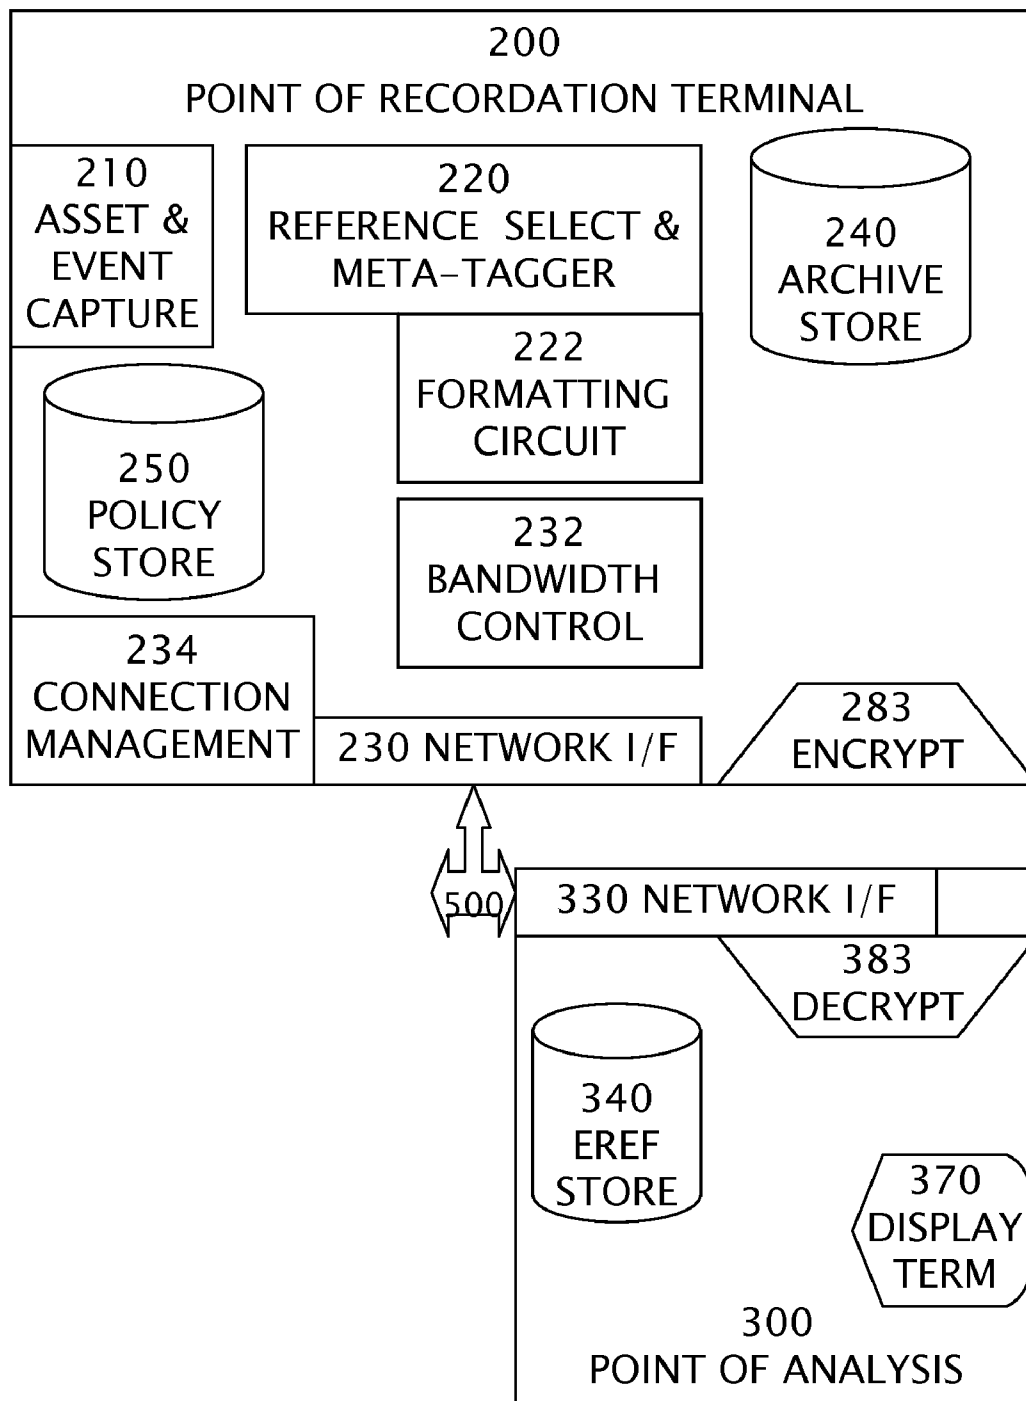 200
POINT OF RECORDATION TERMINAL
210
ASSET &
EVENT
CAPTURE
220
REFERENCE SELECT &
META-TAGGER
240
ARCHIVE
STORE
222
FORMATTING
CIRCUIT
250
POLICY
STORE
232
BANDWIDTH
CONTROL
234
CONNECTION
MANAGEMENT
230 NETWORK I/F
283
ENCRYPT
500
330 NETWORK I/F
383
DECRYPT
340
EREF
STORE
370
DISPLAY
TERM
300
POINT OF ANALYSIS